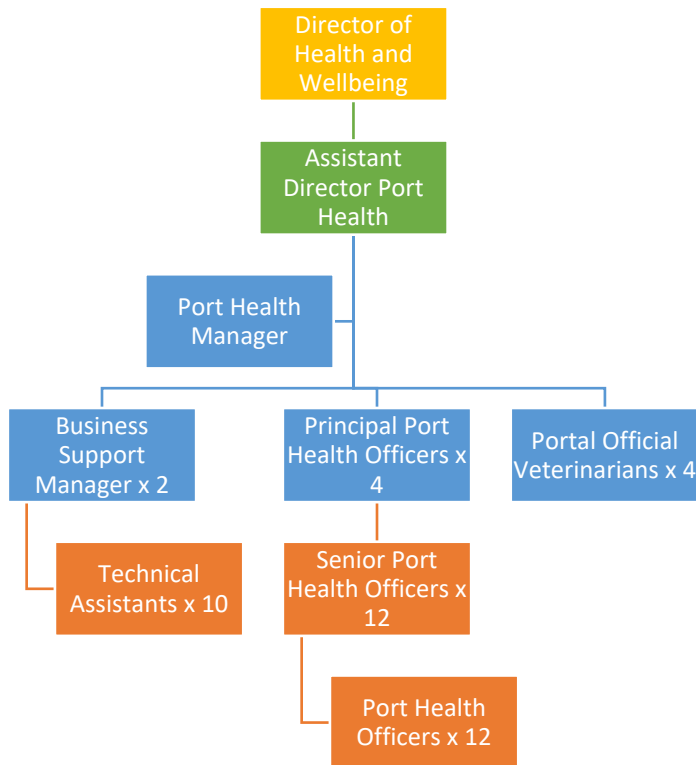 Director of
Health and
Wellbeing
Assistant
Director Port
Health
Port Health
Manager
Business
Support
Manager x 2
Principal Port
Health Officers x
4
Portal Official
Veterinarians x 4
Technical
Assistants x 10
Senior Port
Health Officers x
12
Port Health
Officers x 12